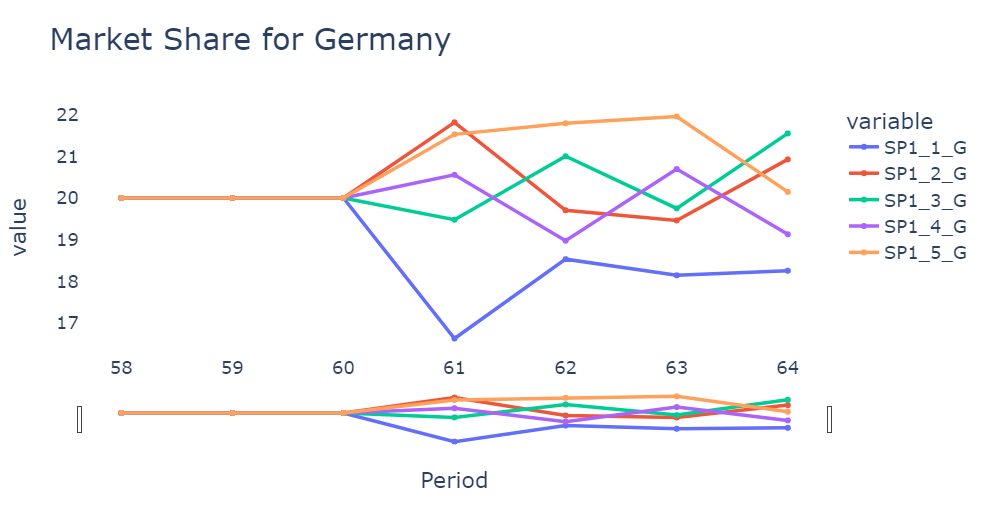 Market Share for Germany
value
22
21
20
19
18
17
58 59 60 61 62 63 64
Period
variable
SP1_1_G
SP1_2_G
SP1_3_G
SP1_4_G
SP1_5_G